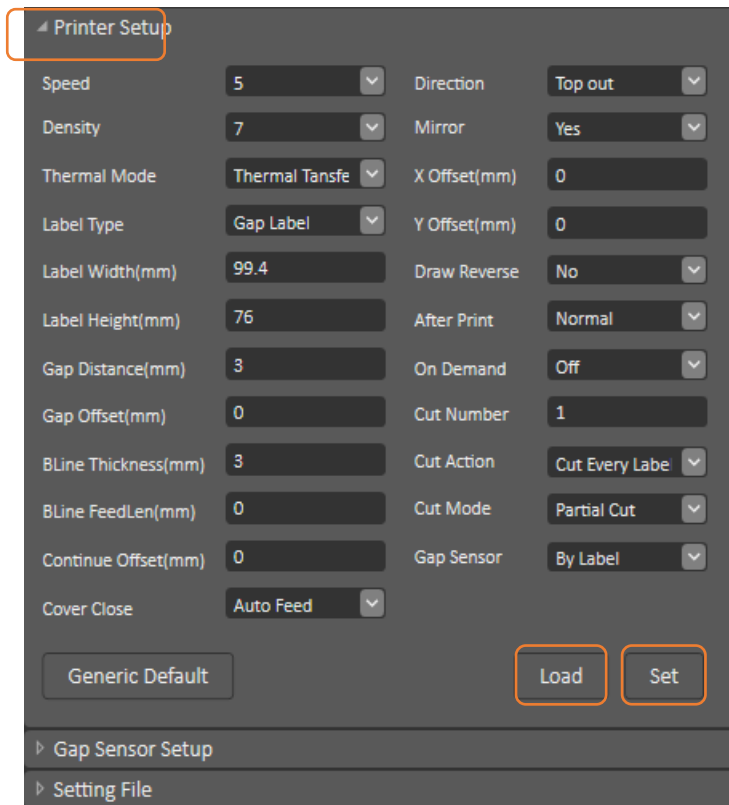 Printer Setup
Speed 5 Direction Top out
Density 7 Mirror Yes
Thermal Mode Thermal Tansfe X Offset(mm) 0
Label Type Gap Label Y Offset(mm) 0
Label Width(mm) 99.4 Draw Reverse No
Label Height(mm) 76 After Print Normal
Gap Distance(mm) 3 On Demand Off
Gap Offset(mm) 0 Cut Number 1
BLine Thickness(mm) 3 Cut Action Cut Every Label
BLine FeedLen(mm) 0 Cut Mode Partial Cut
Continue Offset(mm) 0 Gap Sensor By Label
Cover Close Auto Feed
Generic Default Load Set
Gap Sensor Setup
Setting File